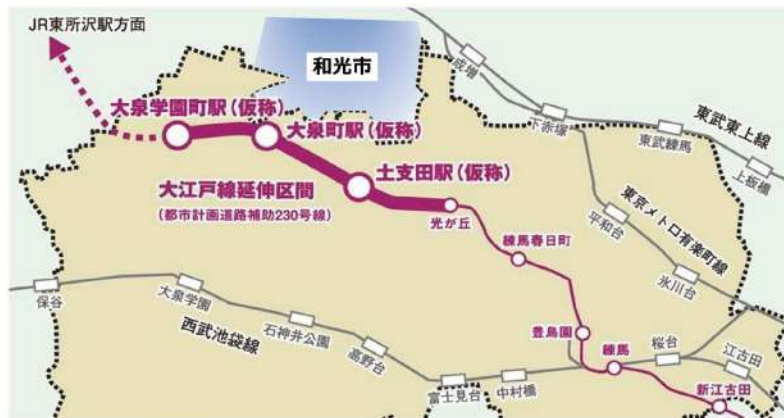 JR東所沢駅方面
和光市
成増
下赤塚
東武東上線
東武練馬
上板橋
大泉学園町駅(仮称)
大泉町駅(仮称)
土支田駅(仮称)
大江戸線延伸区間
(都市計画道路補助230号線)
光が丘
東京メトロ有楽町線
平和台
氷川台
練馬春日町
保谷
大泉学園
西武池袋線
石神井公園
高野台
富士見台
中村橋
豊島園
練馬
桜台
江古田
新江古田